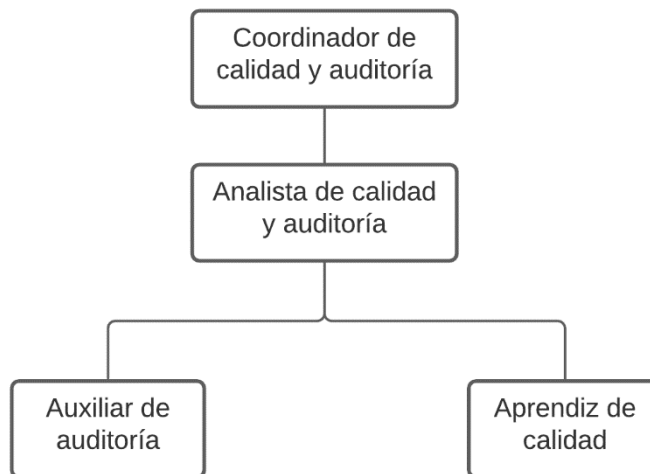 Coordinador de
calidad y auditoría
Analista de calidad
y auditoría
Auxiliar de
auditoría
Aprendiz de
calidad